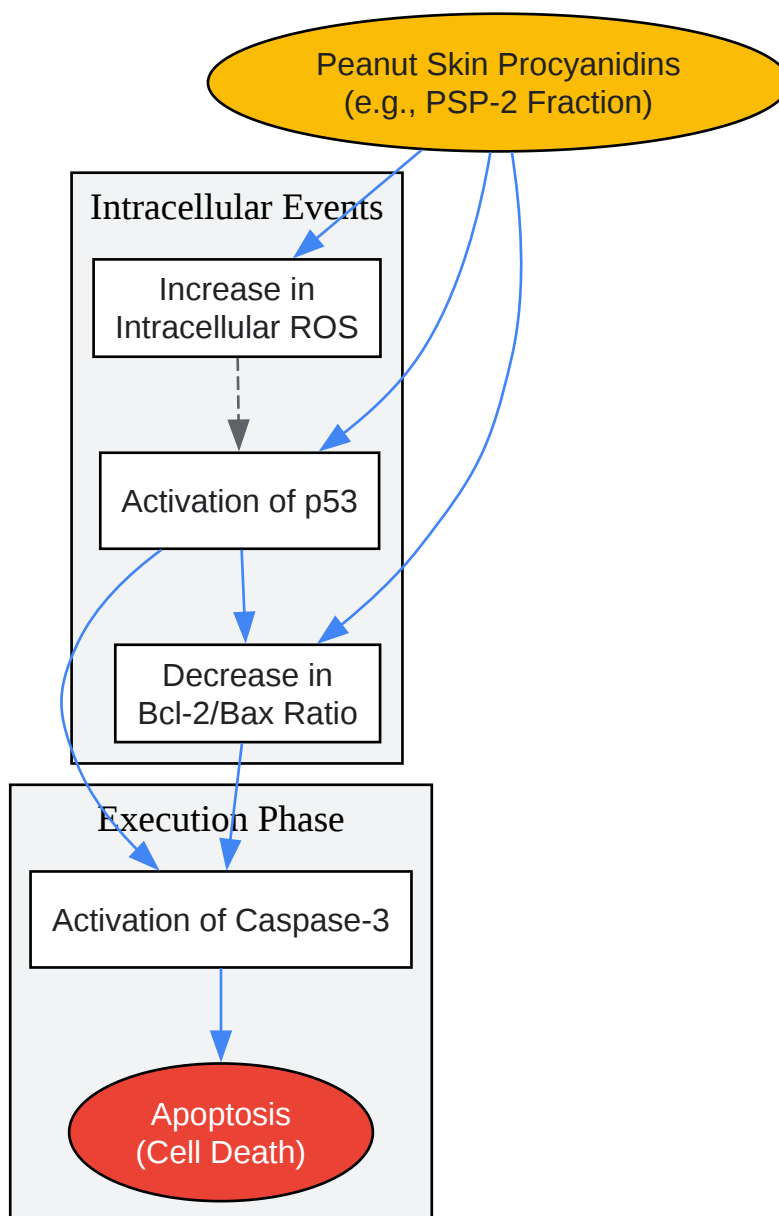 Peanut Skin Procyanidins
(e.g., PSP-2 Fraction)
Intracellular Events
Increase in
Intracellular ROS
Activation of p53
Decrease in
Bcl-2/Bax Ratio
Execution Phase
Activation of Caspase-3
Apoptosis
(Cell Death)